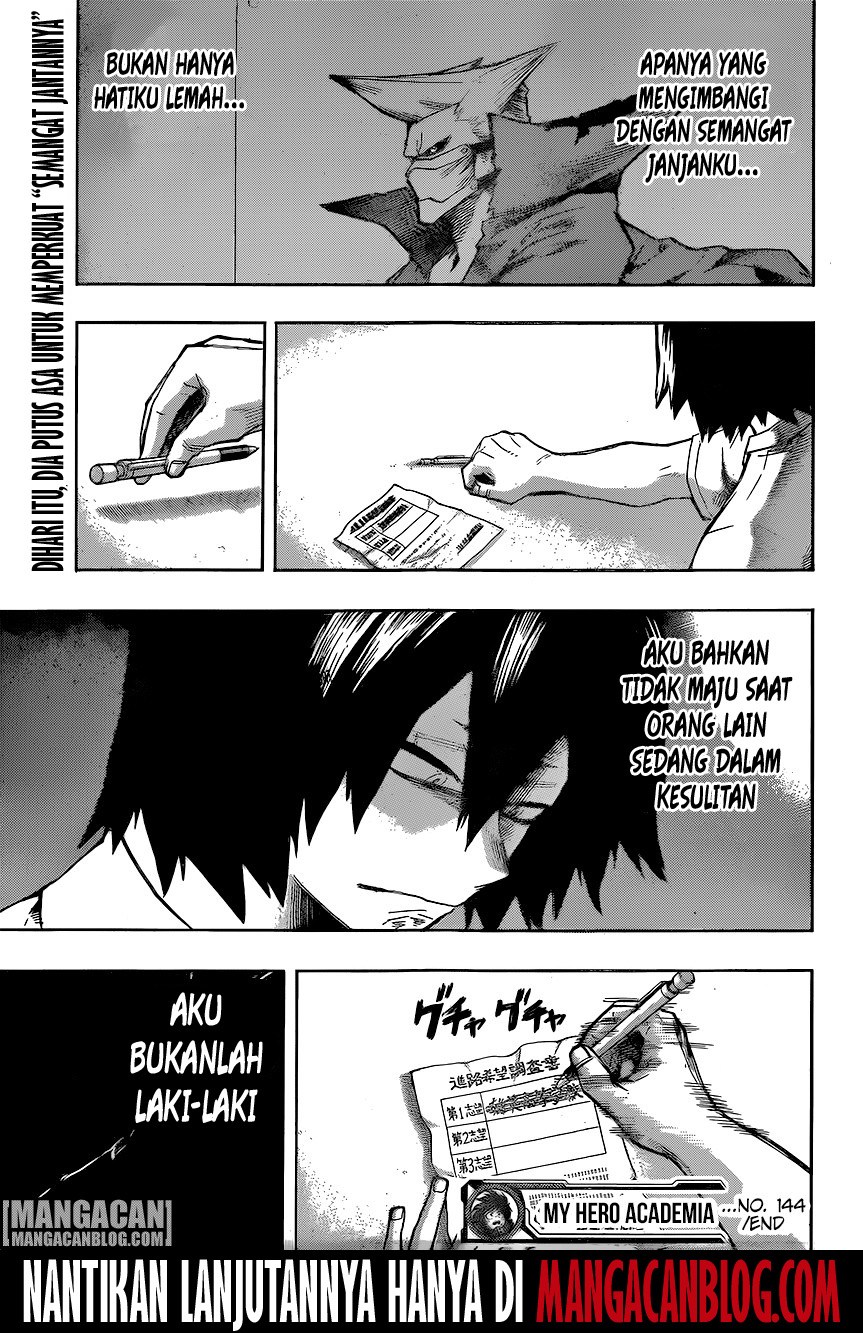 APANYA YANG
MENGIMBANGI
DENGAN SEMANGAT
JANJANKU...
BUKAN HANYA
HATIKU LEMAH...
DIHARI ITU, DIA PUTUS ASA UNTUK MEMPERKUAT "SEMANGAT JANTANNYA"
AKU BAHKAN
TIDAK MAJU SAAT
ORANG LAIN
SEDANG DALAM
KESULITAN
グチャグチャ
進路希望調査書
第1志望
第2志望
第3志望
AKU
BUKANLAH
LAKI-LAKI
MY HERO ACADEMIA
...NO. 144
/END
[MANGACAN]
MANGACANBLOG.COM
NANTIKAN LANJUTANNYA HANYA DI MANGACANBLOG.COM